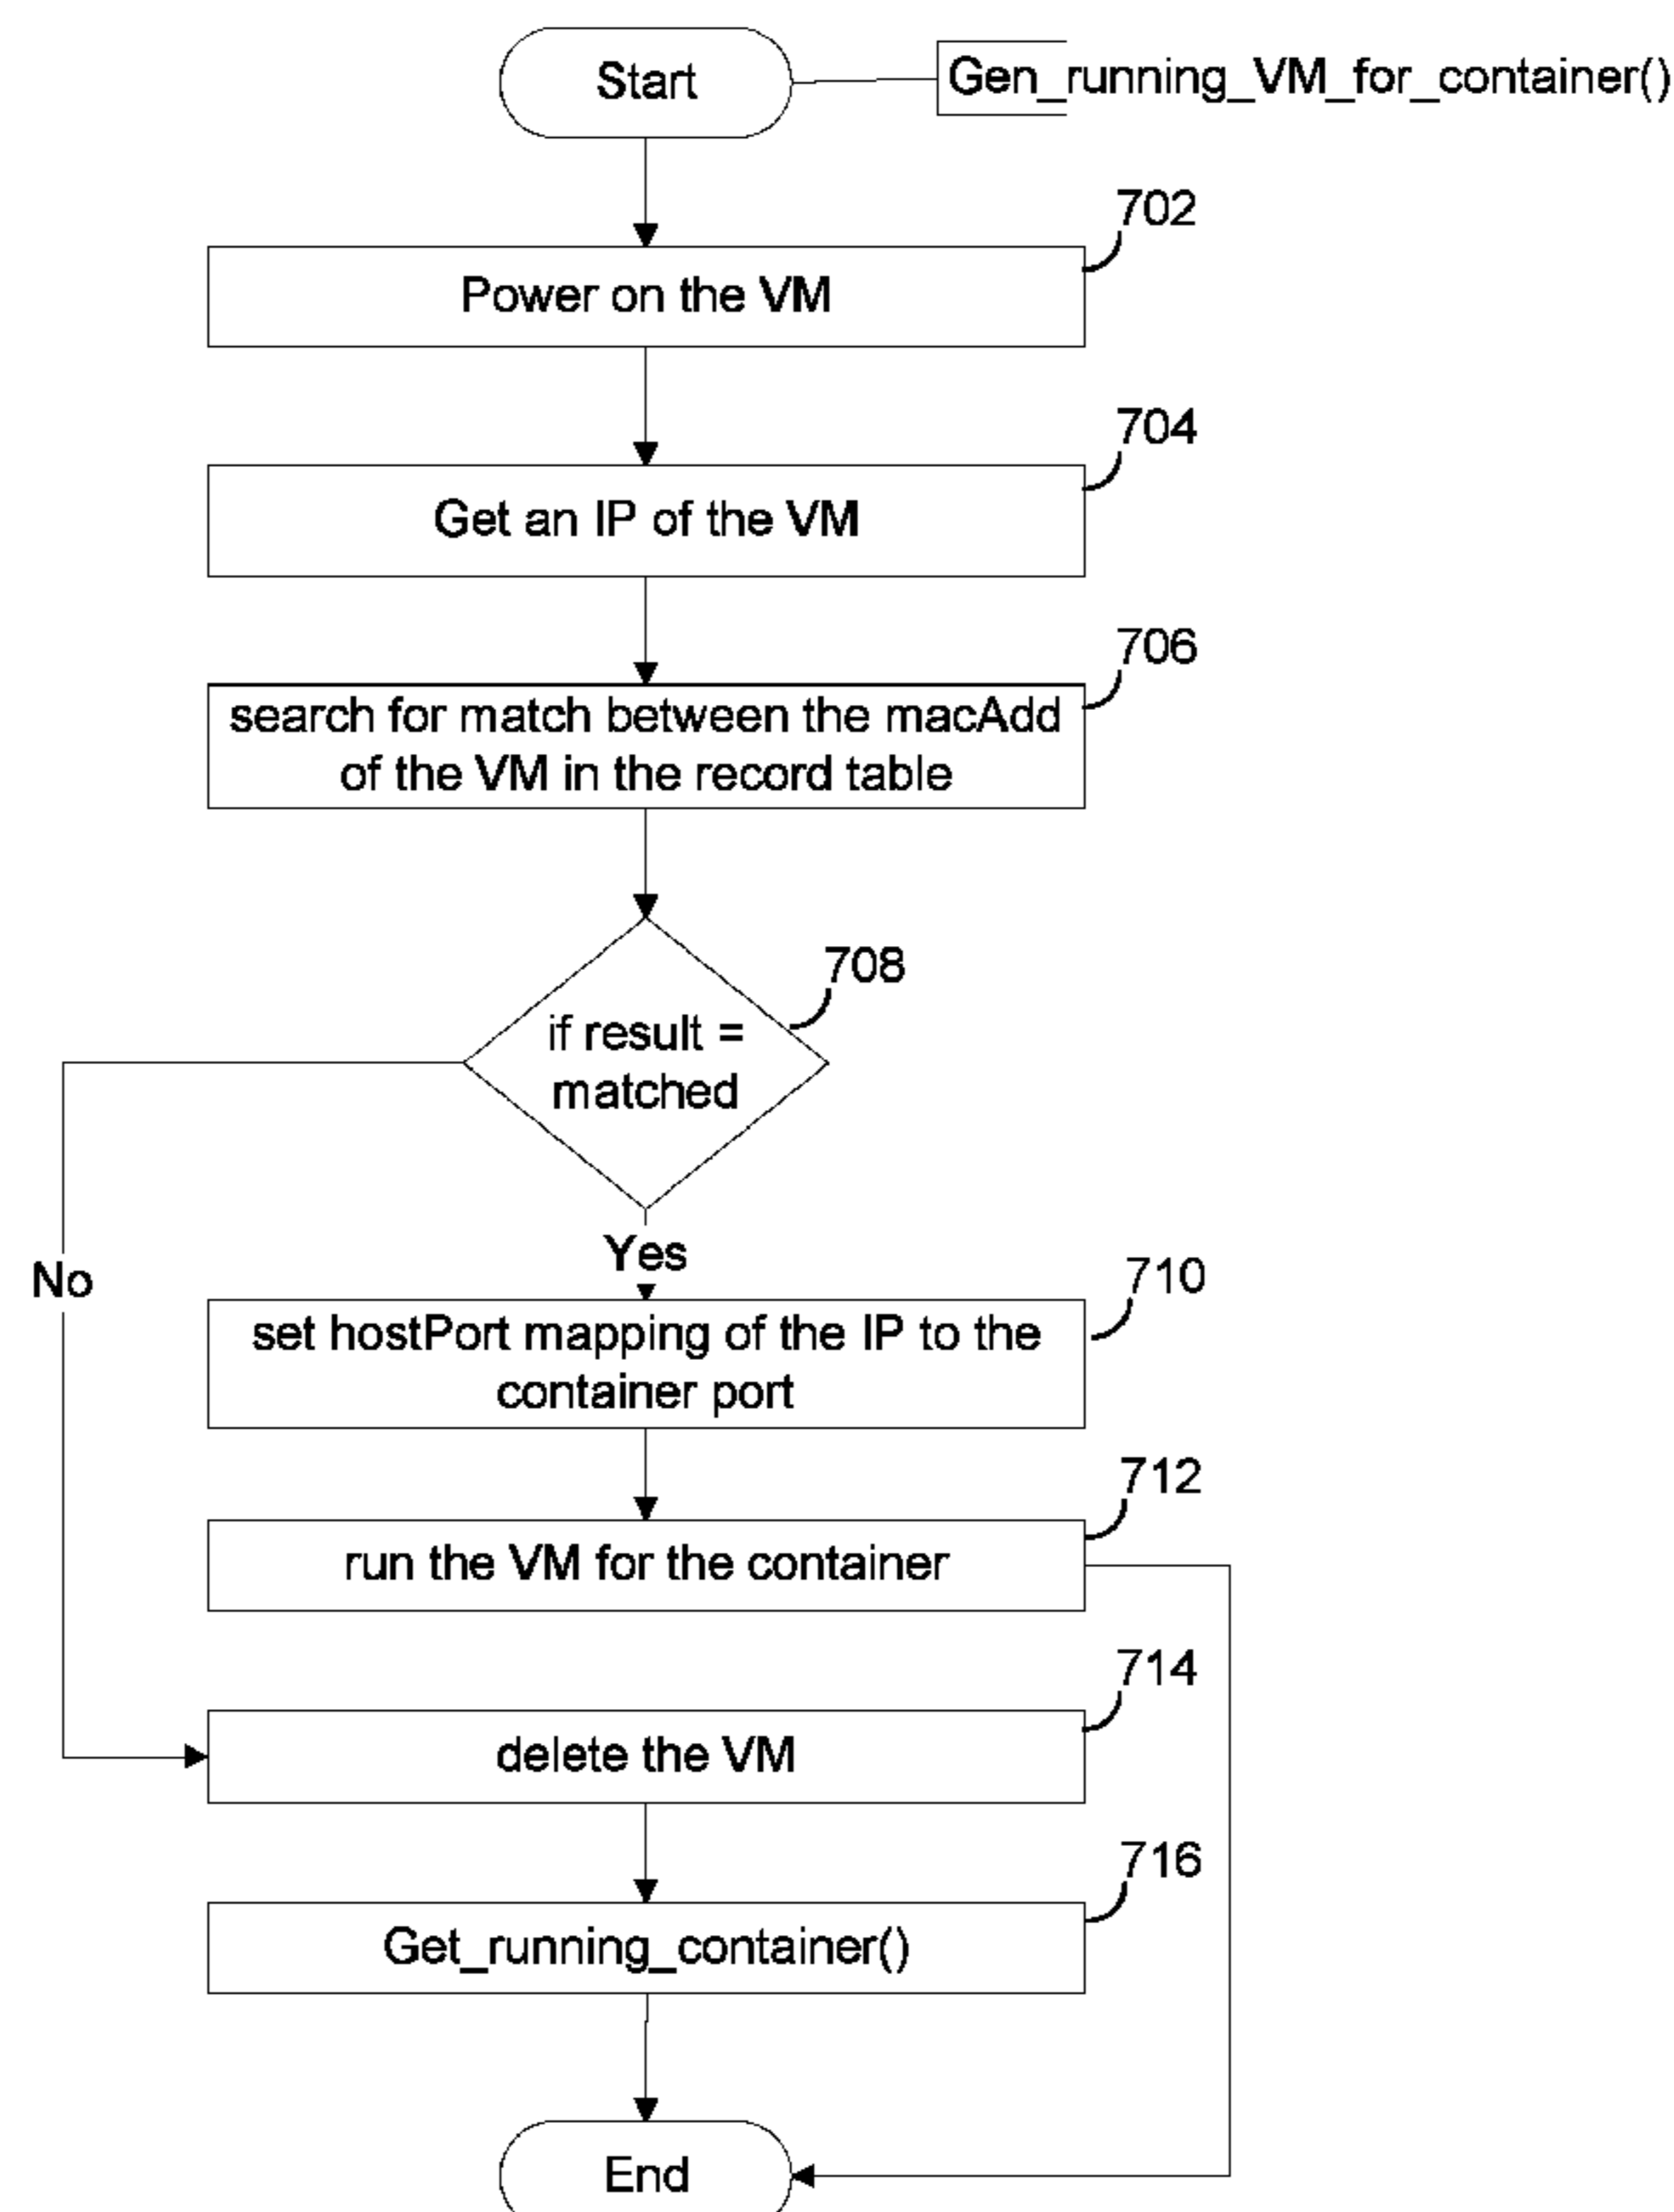 Start
Gen_running_VM_for_container()
702
Power on the VM
704
Get an IP of the VM
706
search for match between the macAdd
of the VM in the record table
708
if result =
matched
Yes
No
710
set hostPort mapping of the IP to the
container port
712
run the VM for the container
714
delete the VM
716
Get_running_container()
End